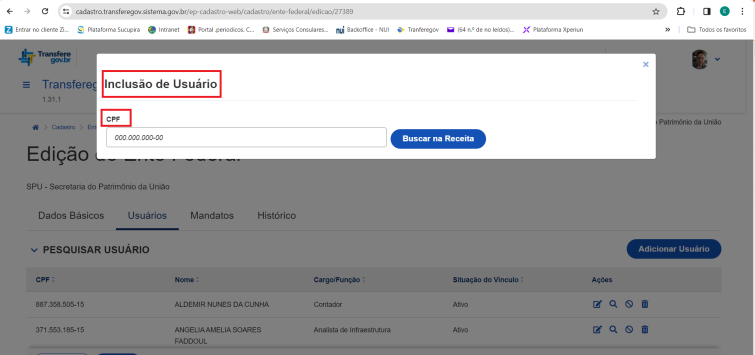 cadastro.transferegov.sistema.gov.br/ep-cadastro-web/cadastro/ente-federal/edicao/27389
Entrar no cliente Zi... Plataforma Sucupira Intranet Portal .periodicos. C... Serviços Consulares... Backoffice - NUI Tranferegov (64 n.º de no leídos)... Plataforma Xperiun » Todos os favoritos
Transfere
gov.br
×
Transfereg
Inclusão de Usuário
1.31.1
CPF
> Cadastro > En
Patrimônio da União
000.000.000-00 Buscar na Receita
Edição de Ente Federal
SPU - Secretaria do Patrimônio da União
Dados Básicos Usuários Mandatos Histórico
PESQUISAR USUÁRIO Adicionar Usuário
CPF Nome Cargo/Função Situação do Vínculo Ações
887.358.505-15 ALDEMIR NUNES DA CUNHA Contador Ativo
371.553.185-15 ANGELIA AMELIA SOARES Analista de Infraestrutura Ativo
FADDOUL